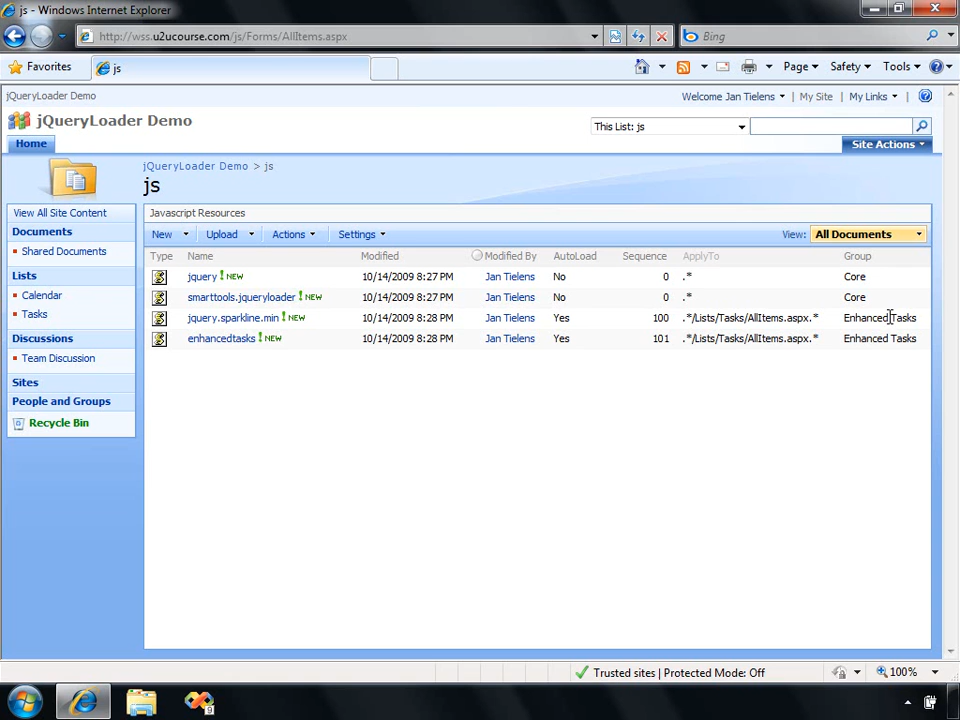 js - Windows Internet Explorer
http://wss.u2ucourse.com/js/Forms/AllItems.aspx
Bing
Favorites
js
Page
Safety
Tools
jQueryLoader Demo
Welcome Jan Tielens
My Site
My Links
jQueryLoader Demo
This List: js
Home
Site Actions
jQueryLoader Demo > js
js
View All Site Content
Documents
Shared Documents
Lists
Calendar
Tasks
Discussions
Team Discussion
Sites
People and Groups
Recycle Bin
Javascript Resources
New
Upload
Actions
Settings
View: All Documents
Type Name Modified Modified By AutoLoad Sequence ApplyTo Group
jquery ! NEW 10/14/2009 8:27 PM Jan Tielens No 0 .* Core
smarttools.jqueryloader ! NEW 10/14/2009 8:27 PM Jan Tielens No 0 .* Core
jquery.sparkline.min ! NEW 10/14/2009 8:28 PM Jan Tielens Yes 100 .*/Lists/Tasks/AllItems.aspx.* Enhanced Tasks
enhancedtasks ! NEW 10/14/2009 8:28 PM Jan Tielens Yes 101 .*/Lists/Tasks/AllItems.aspx.* Enhanced Tasks
Trusted sites | Protected Mode: Off
100%
9